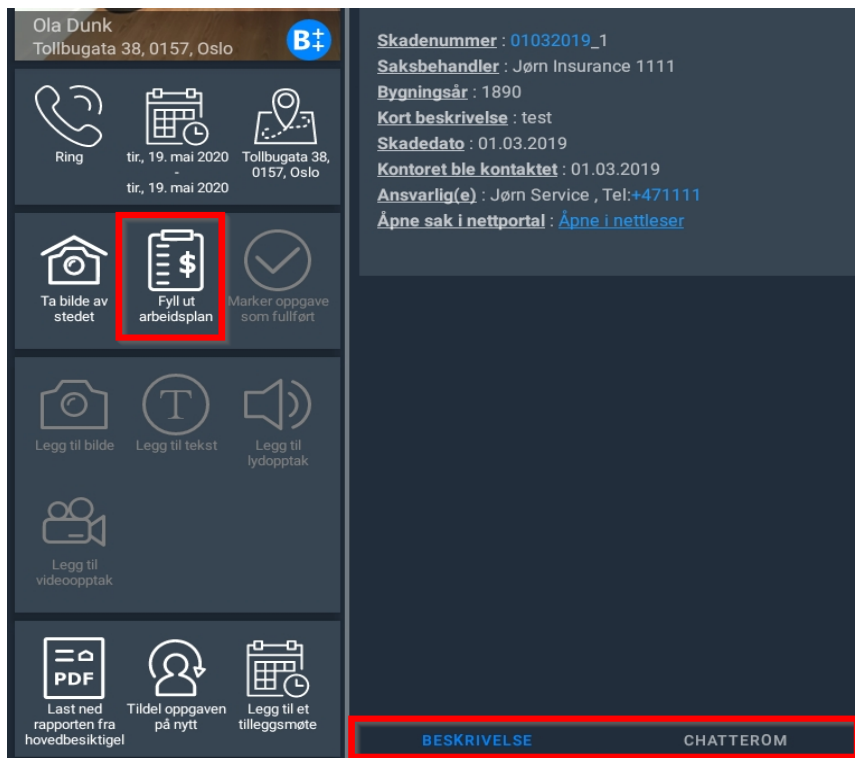 Ola Dunk
Tollbugata 38, 0157, Oslo
B‡
Ring
tir., 19. mai 2020
-
tir., 19. mai 2020
Tollbugata 38,
0157, Oslo
Ta bilde av
stedet
$
Fyll ut
arbeidsplan
Marker oppgave
som fullført
Legg til bilde
T
Legg til tekst
Legg til
lydopptak
Legg til
videoopptak
PDF
Last ned
rapporten fra
hovedbesiktigel
Tildel oppgaven
på nytt
Legg til et
tilleggsmøte
Skadenummer : 01032019_1
Saksbehandler : Jørn Insurance 1111
Bygningsår : 1890
Kort beskrivelse : test
Skadedato : 01.03.2019
Kontoret ble kontaktet : 01.03.2019
Ansvarlig(e) : Jørn Service , Tel:+471111
Åpne sak i nettportal : Åpne i nettleser
BESKRIVELSE
CHATTEROM